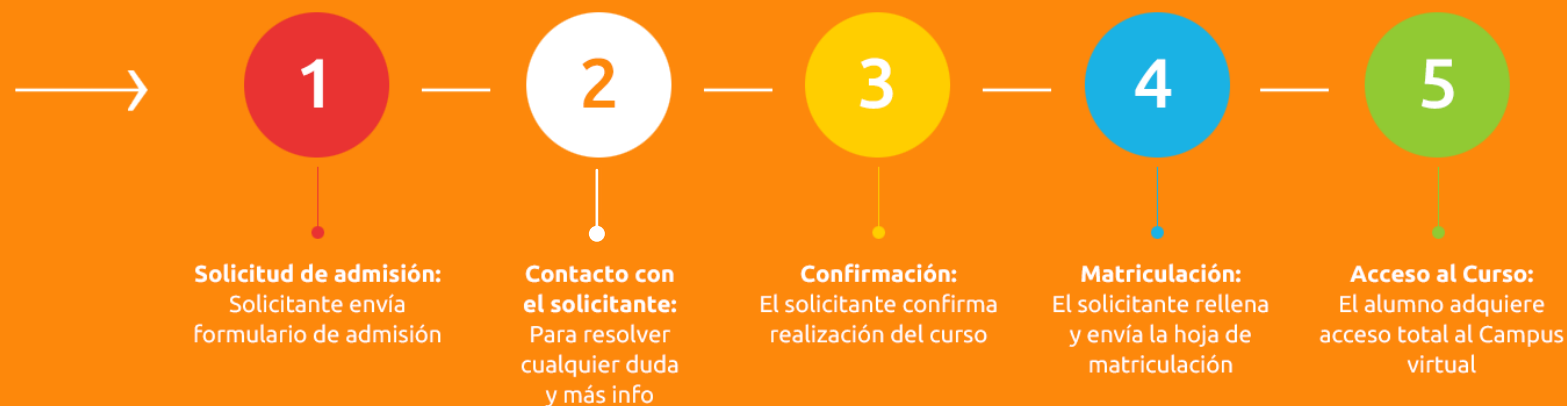 1
2
3
4
5
Solicitud de admisión:
Solicitante envía
formulario de admisión
Contacto con
el solicitante:
Para resolver
cualquier duda
y más info
Confirmación:
El solicitante confirma
realización del curso
Matriculación:
El solicitante rellena
y envía la hoja de
matriculación
Acceso al Curso:
El alumno adquiere
acceso total al Campus
virtual